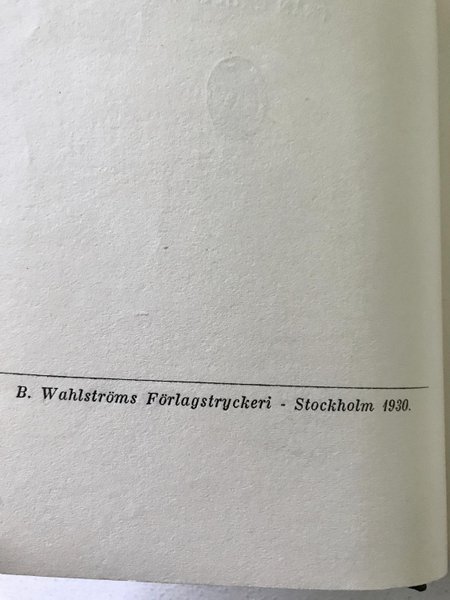 B. Wahlströms Förlagstryckeri - Stockholm 1930.